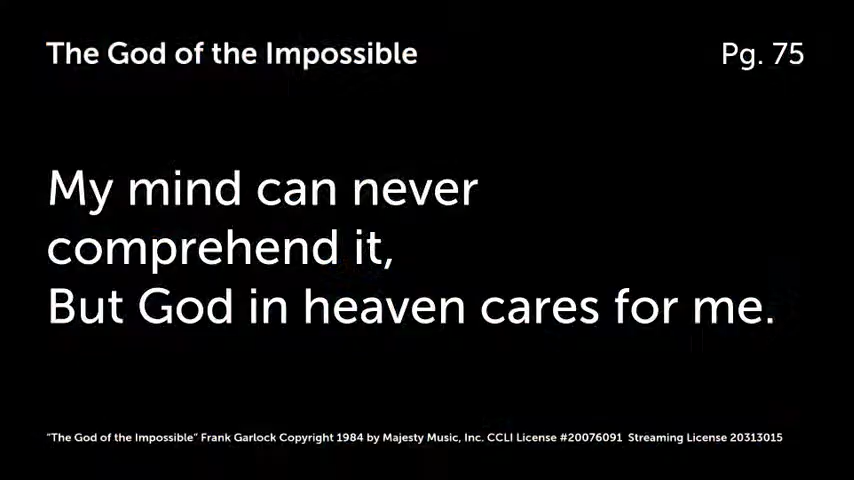 The God of the Impossible
Pg. 75
My mind can never
comprehend it,
But God in heaven cares for me.
"The God of the Impossible" Frank Garlock Copyright 1984 by Majesty Music, Inc. CCLI License #20076091 Streaming License 20313015